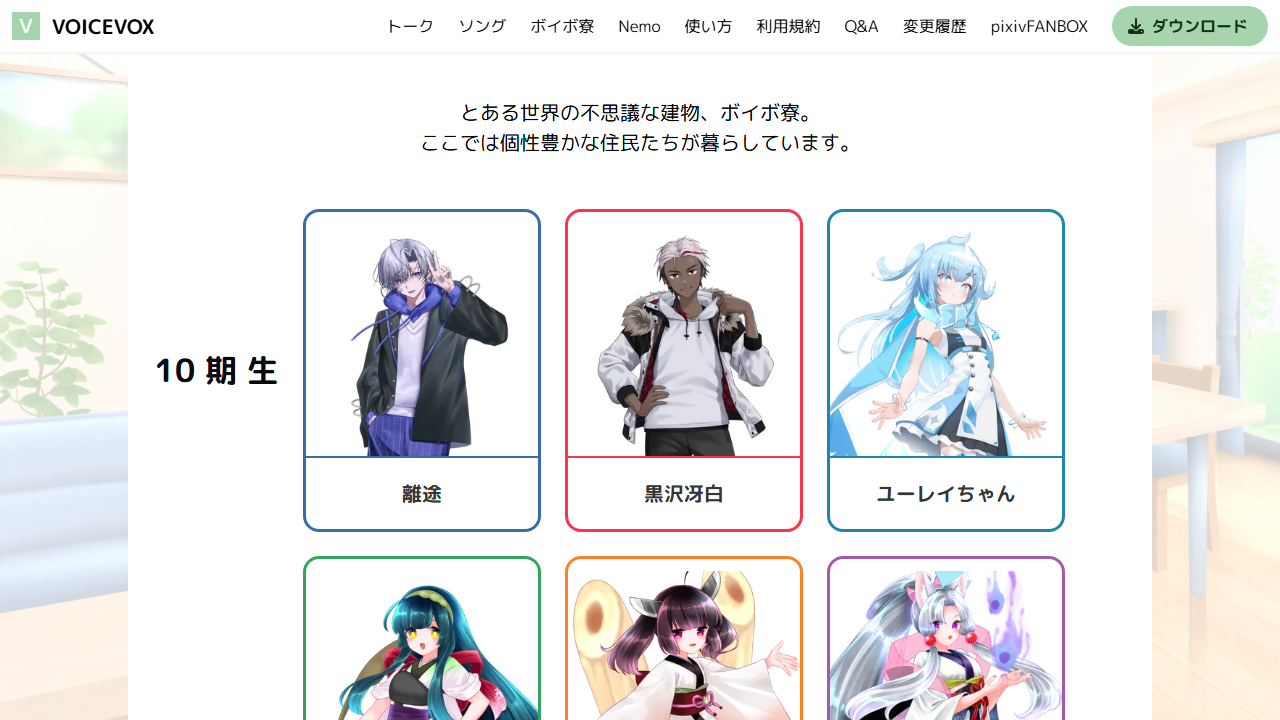 V VOICEVOX トーク ソング ボイボ寮 Nemo 使い方 利用規約 Q&A 変更履歴 pixivFANBOX ダウンロード
とある世界の不思議な建物、ボイボ寮。
ここでは個性豊かな住民たちが暮らしています。
10 期 生
離途 黒沢冴白 ユーレイちゃん